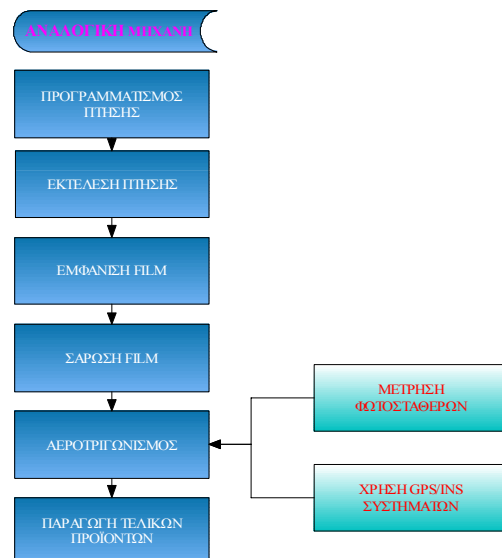 ΑΝΑΛΟΓΙΚΗ ΜΗΧΑΝΗ
ΠΡΟΓΡΑΜΜΑΤΙΣΜΟΣ
ΠΤΗΣΗΣ
ΕΚΤΕΛΕΣΗ ΠΤΗΣΗΣ
ΕΜΦΑΝΙΣΗ FILM
ΣΑΡΩΣΗ FILM
ΑΕΡΟΤΡΙΓΩΝΙΣΜΟΣ
ΠΑΡΑΓΩΓΗ ΤΕΛΙΚΩΝ
ΠΡΟΪΟΝΤΩΝ
ΜΕΤΡΗΣΗ
ΦΩΤΟΣΤΑΘΕΡΩΝ
ΧΡΗΣΗ GPS/INS
ΣΥΣΤΗΜΑΤΩΝ